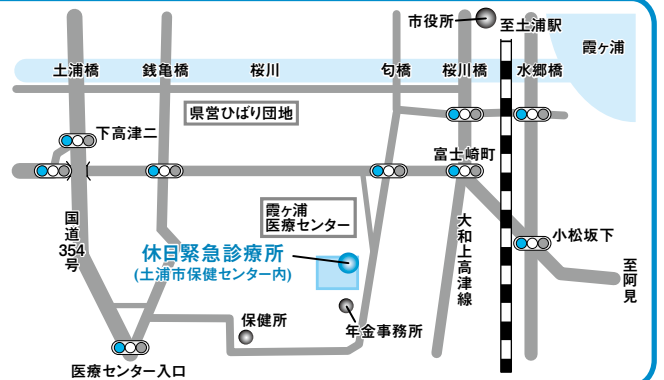 市役所
至土浦駅
霞ヶ浦
土浦橋
銭亀橋
桜川
匂橋
桜川橋
水郷橋
県営ひばり団地
下高津二
富士崎町
霞ヶ浦
医療センター
国道354号
大和上高津線
小松坂下
休日緊急診療所
(土浦市保健センター内)
至阿見
保健所
年金事務所
医療センター入口